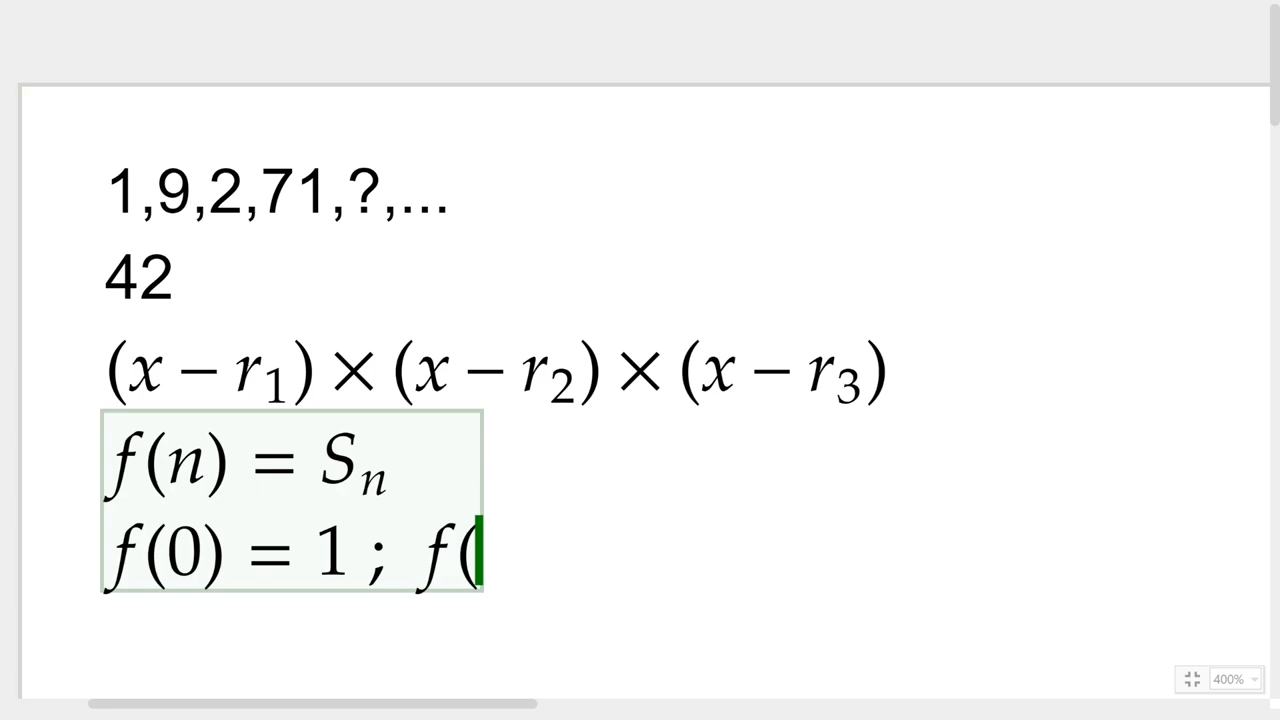 1,9,2,71,?,...
42
(x − r₁) × (x − r₂) × (x − r₃)
f(n) = Sₙ
f(0) = 1 ; f(
400%